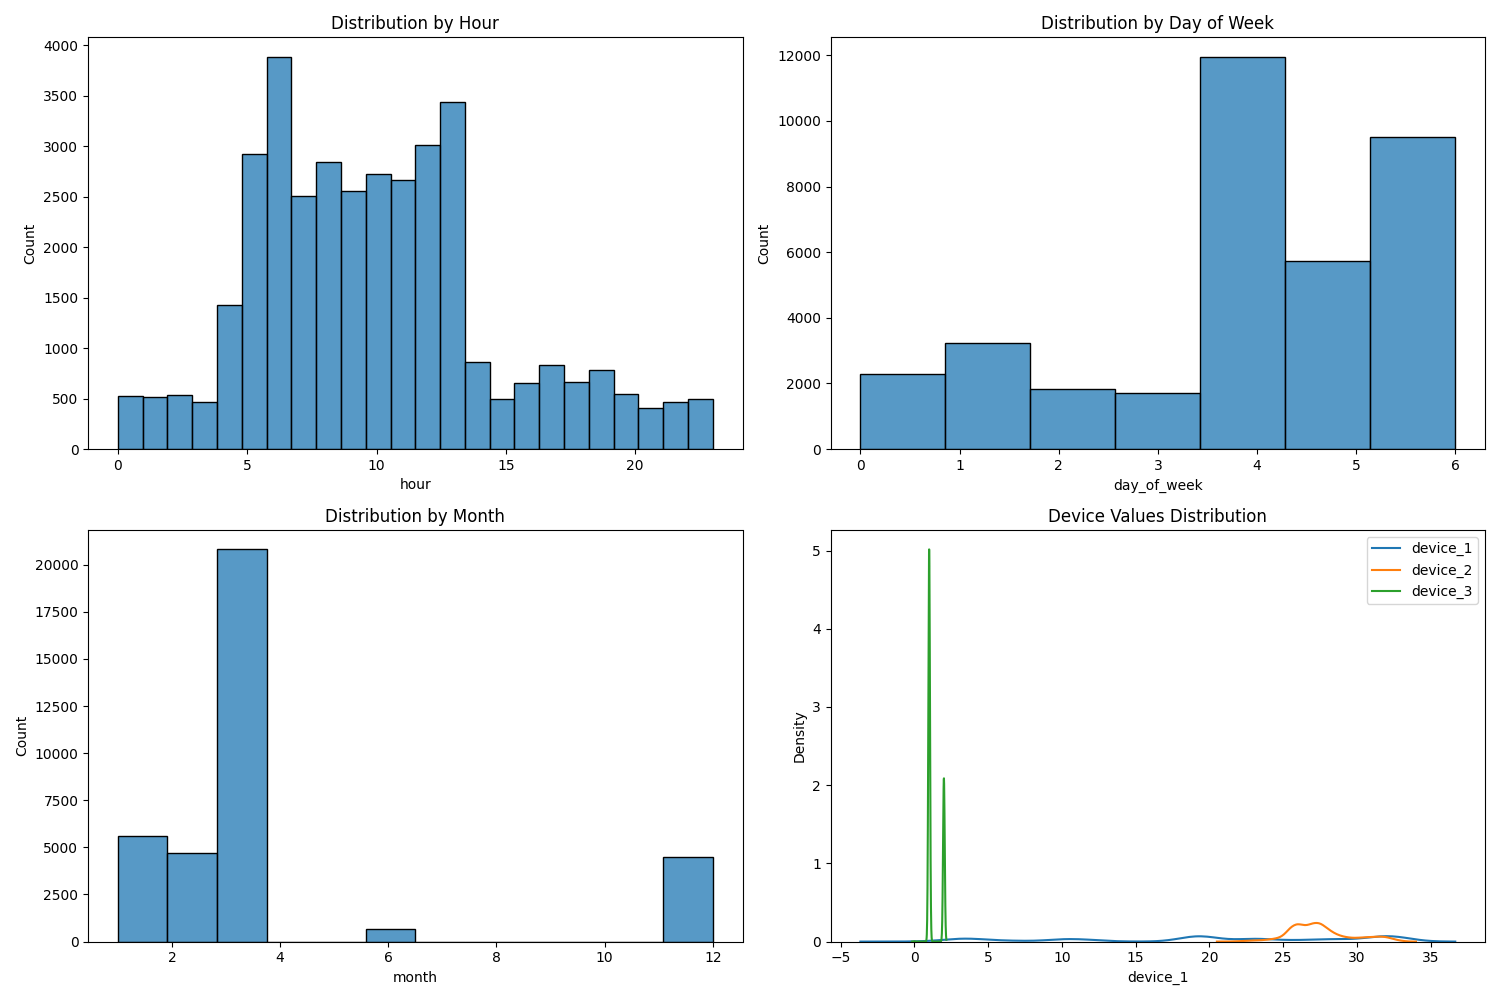 Distribution by Hour
4000
3500
3000
2500
2000
1500
1000
500
0
Count
0 5 10 15 20
hour
Distribution by Day of Week
12000
10000
8000
6000
4000
2000
0
Count
0 1 2 3 4 5 6
day_of_week
Distribution by Month
20000
17500
15000
12500
10000
7500
5000
2500
0
Count
2 4 6 8 10 12
month
Device Values Distribution
device_1
device_2
device_3
5
4
3
2
1
0
Density
−5 0 5 10 15 20 25 30 35
device_1